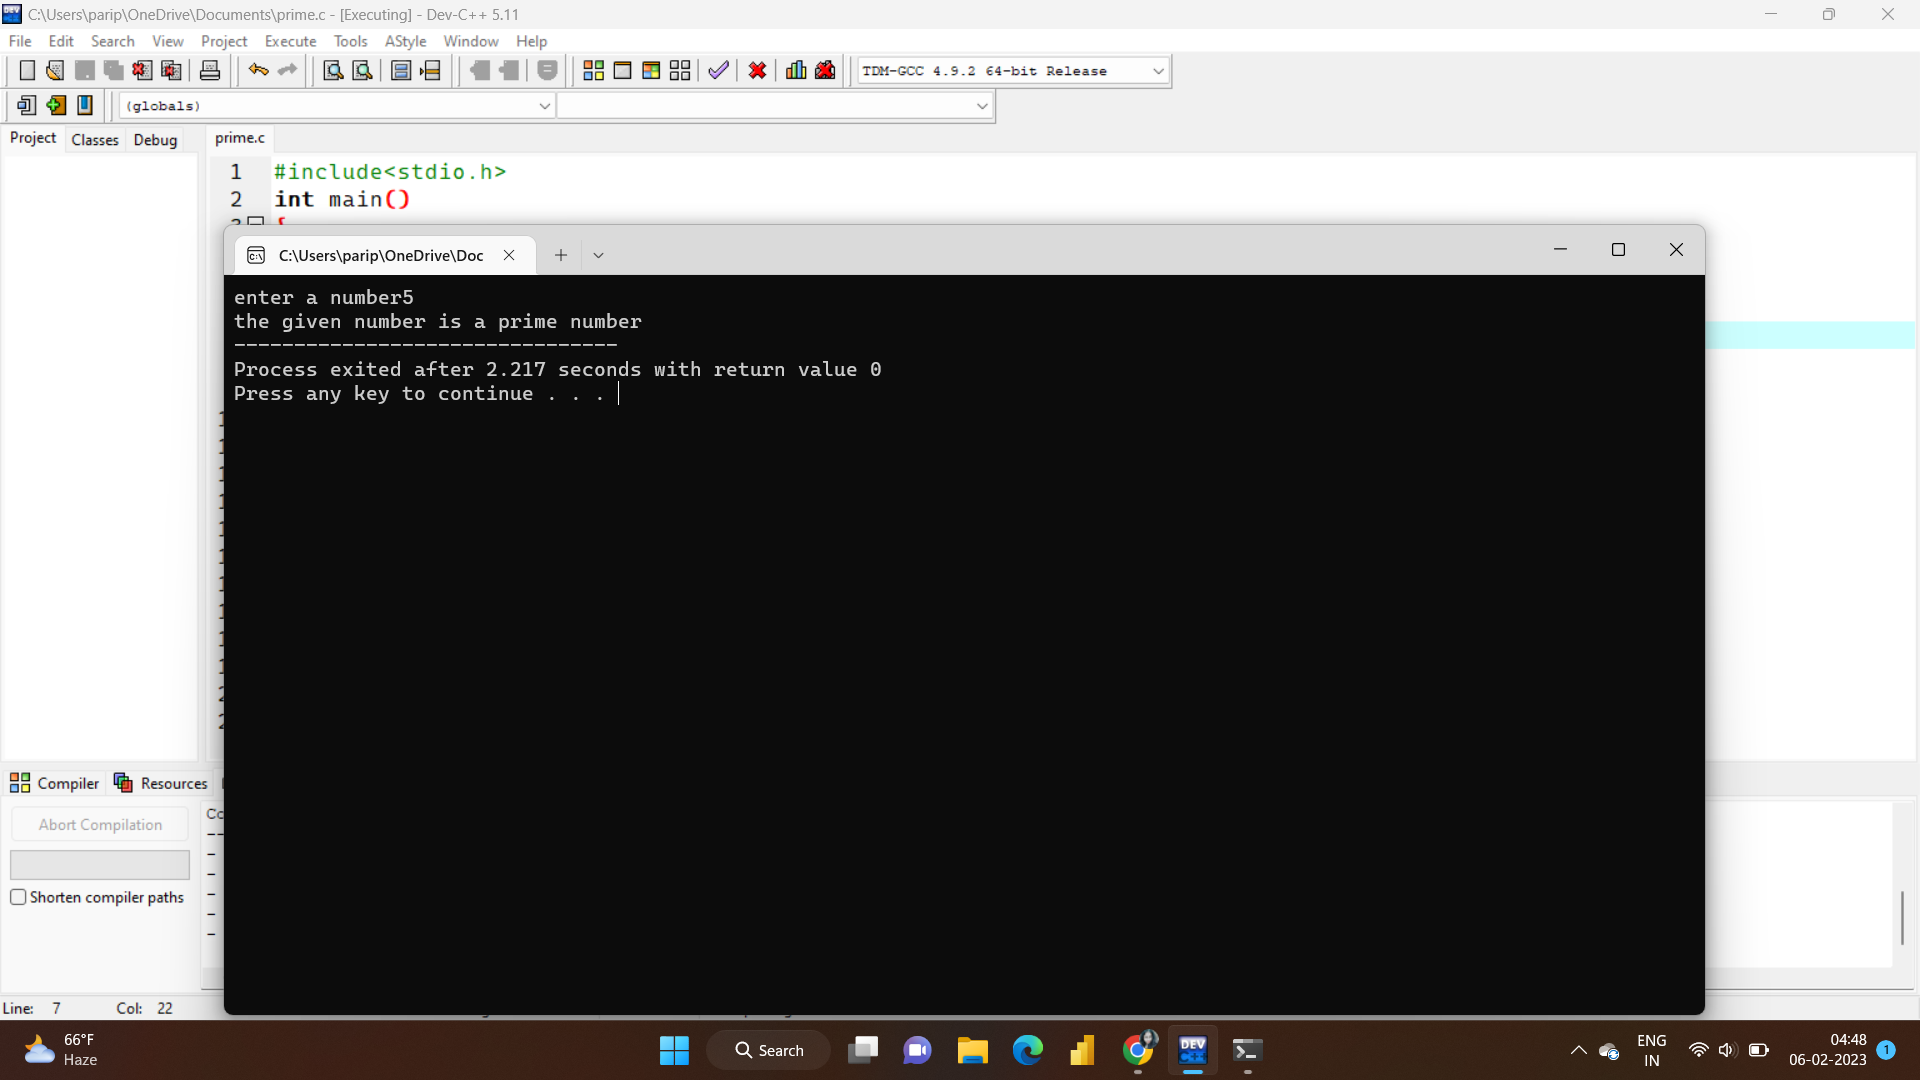 C:\Users\parip\OneDrive\Documents\prime.c - [Executing] - Dev-C++ 5.11
File Edit Search View Project Execute Tools AStyle Window Help
TDM-GCC 4.9.2 64-bit Release
(globals)
Project Classes Debug prime.c
1 #include<stdio.h>
2 int main()
C:\Users\parip\OneDrive\Doc
enter a number5
the given number is a prime number
--------------------------------
Process exited after 2.217 seconds with return value 0
Press any key to continue . . .
Compiler Resources
Abort Compilation
Shorten compiler paths
Line: 7 Col: 22
66°F
Haze
Search
DEV C++
ENG
IN
04:48
06-02-2023
1